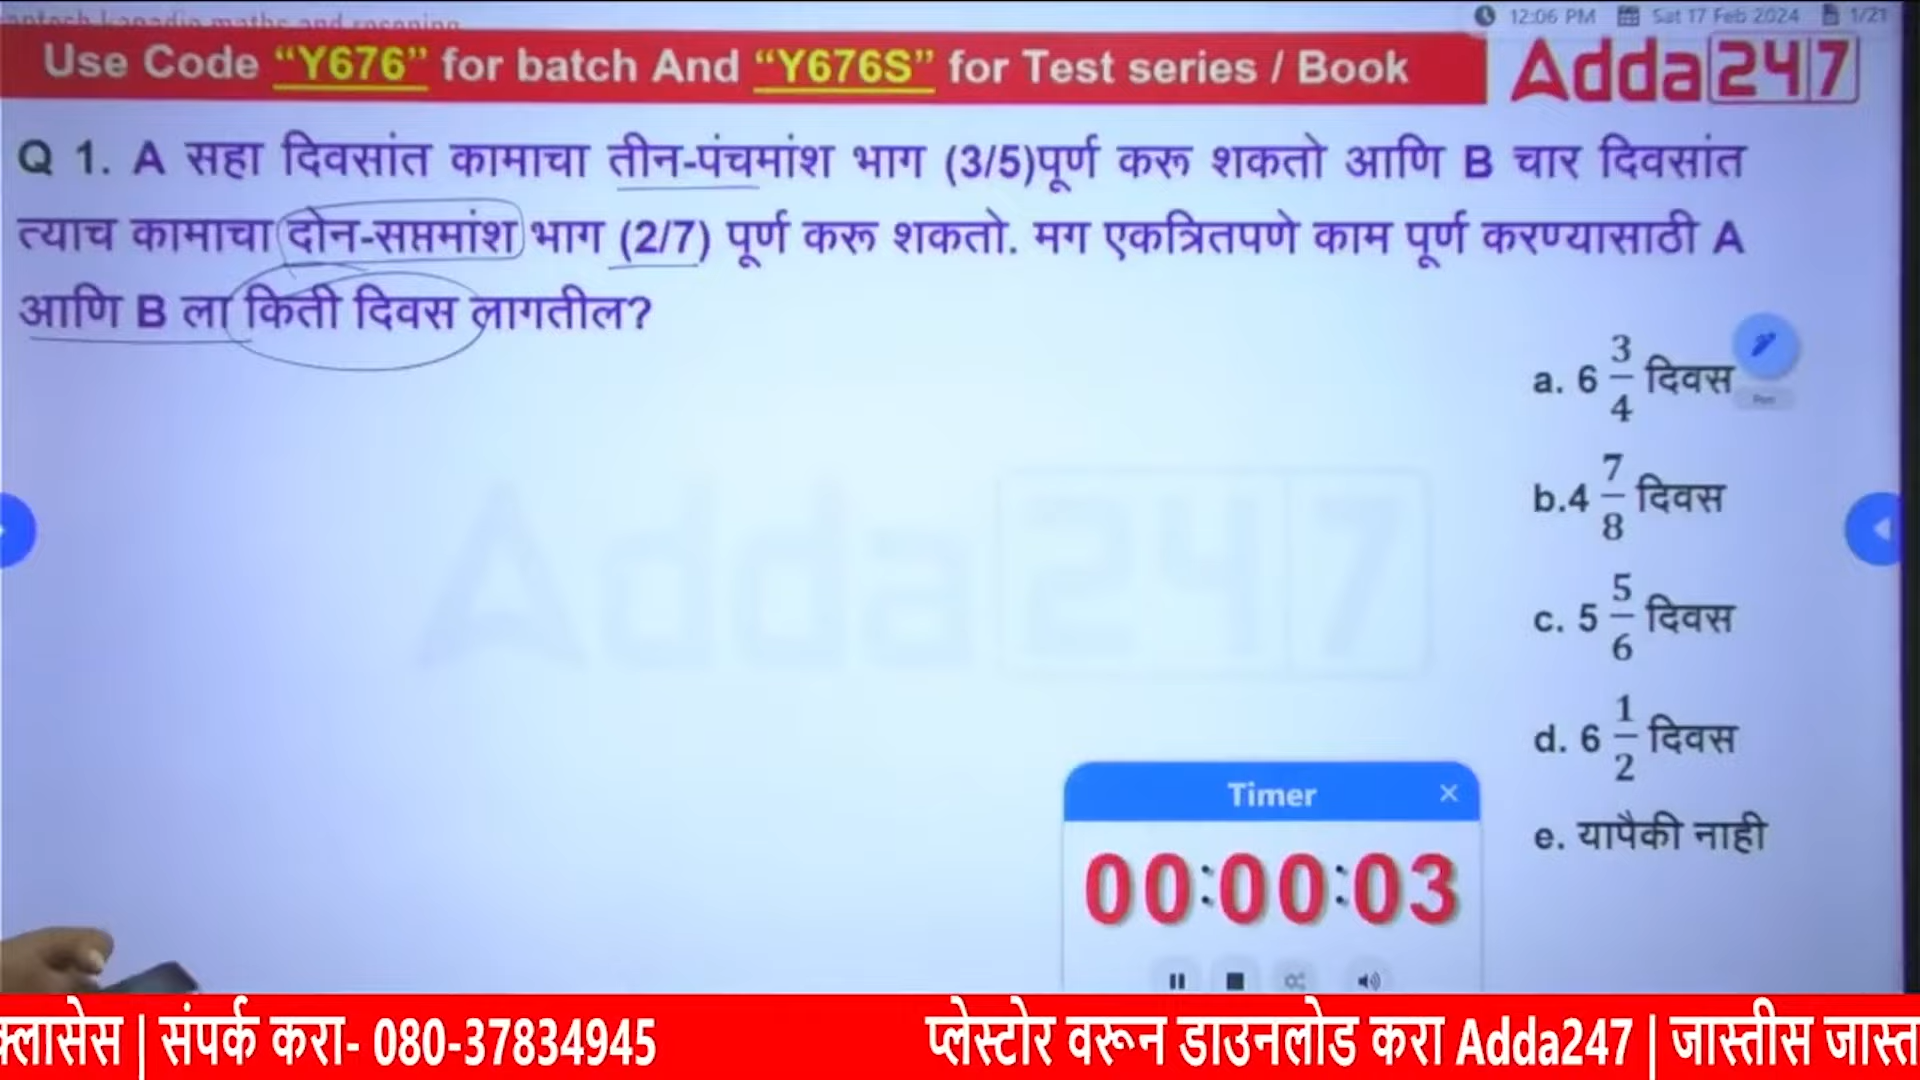 12:06 PM Sat 17 Feb 2024 1/21
Use Code “Y676” for batch And “Y676S” for Test series / Book
Adda247
Q 1. A सहा दिवसांत कामाचा तीन-पंचमांश भाग (3/5)पूर्ण करू शकतो आणि B चार दिवसांत
त्याच कामाचा दोन-सप्तमांश भाग (2/7) पूर्ण करू शकतो. मग एकत्रितपणे काम पूर्ण करण्यासाठी A
आणि B ला किती दिवस लागतील?
a. 6 3/4 दिवस
Pen
b.4 7/8 दिवस
c. 5 5/6 दिवस
d. 6 1/2 दिवस
e. यापैकी नाही
Adda247
Timer
00:00:03
क्लासेस | संपर्क करा- 080-37834945 प्लेस्टोर वरून डाउनलोड करा Adda247 | जास्तीस जास्त